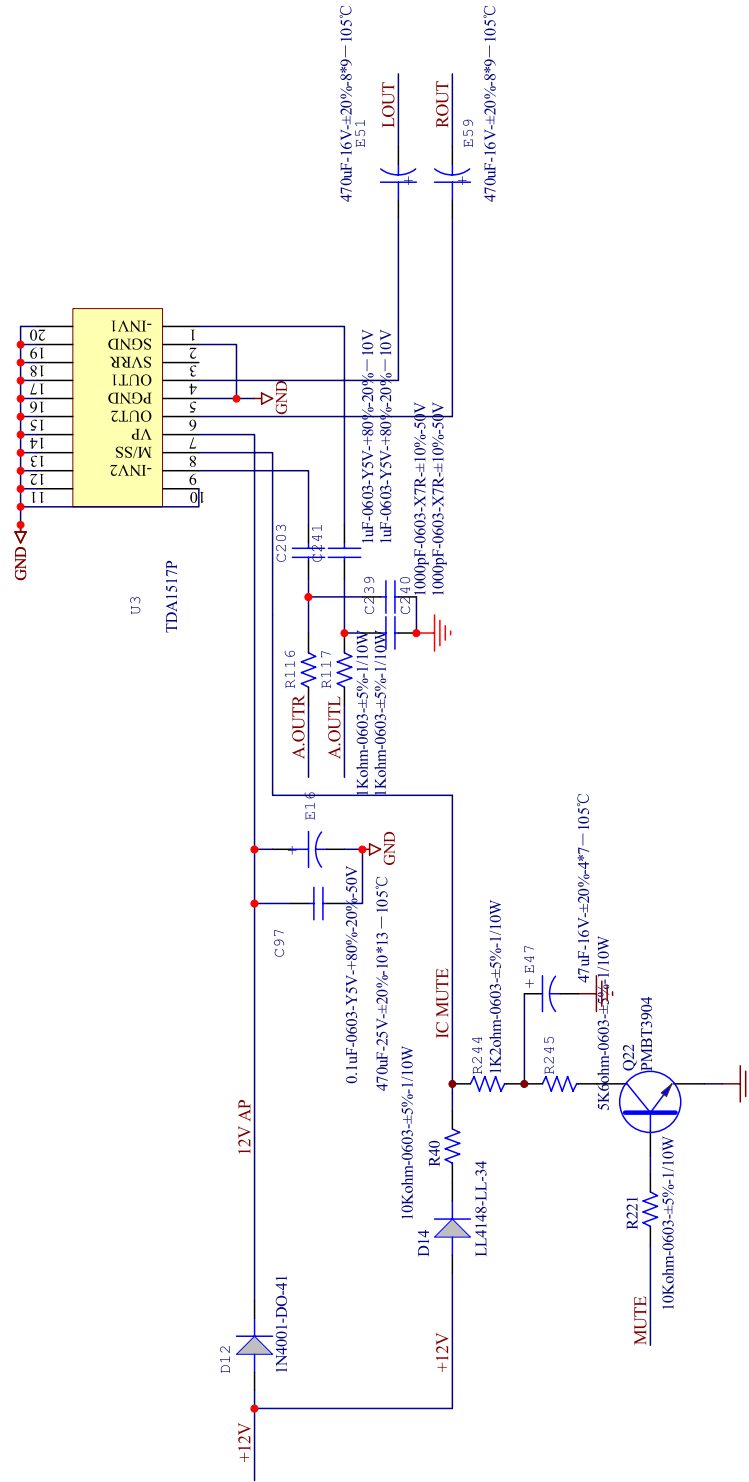 470uF-16V-±20%-8*9－105℃
LOUT
E51
ROUT
E59
470uF-16V-±20%-8*9－105℃
20
19
18
17
16
15
14
13
12
11
-INV1
SGND
SVRR
OUT1
PGND
OUT2
VP
M/SS
-INV2
1
2
3
4
5
6
7
8
9
10
GND
GND
U3
TDA1517P
C203
C241
1uF-0603-Y5V-+80%-20%－10V
1uF-0603-Y5V-+80%-20%－10V
C239
C240
1000pF-0603-X7R-±10%-50V
1000pF-0603-X7R-±10%-50V
R116
R117
1Kohm-0603-±5%-1/10W
1Kohm-0603-±5%-1/10W
A.OUTR
A.OUTL
E16
GND
C97
0.1uF-0603-Y5V-+80%-20%-50V
470uF-25V-±20%-10*13－105℃
IC MUTE
R244
1K2ohm-0603-±5%-1/10W
+
E47
47uF-16V-±20%-4*7－105℃
R245
5K6ohm-0603-±5%-1/10W
Q22
PMBT3904
12V AP
R40
10Kohm-0603-±5%-1/10W
D14
LL4148-LL-34
R221
10Kohm-0603-±5%-1/10W
MUTE
D12
1N4001-DO-41
+12V
+12V